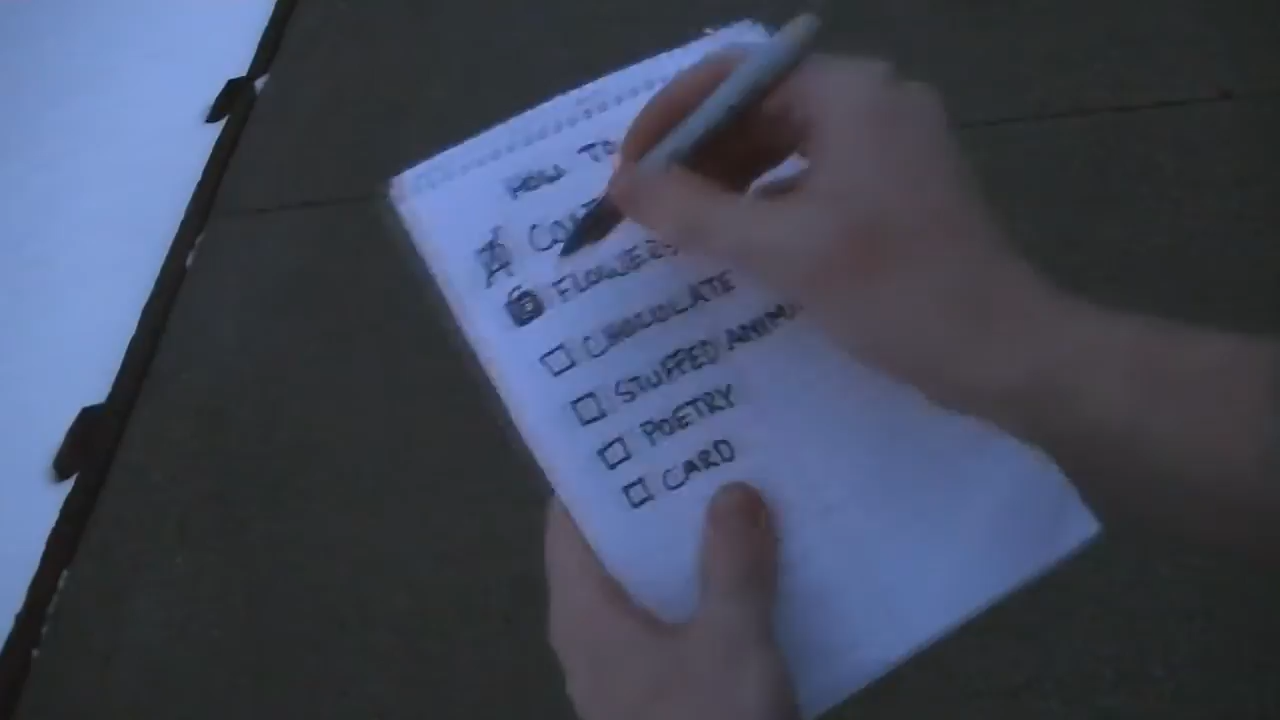 HOW TO
FLOWERS
CHOCOLATE
STUFFED ANIM
POETRY
CARD